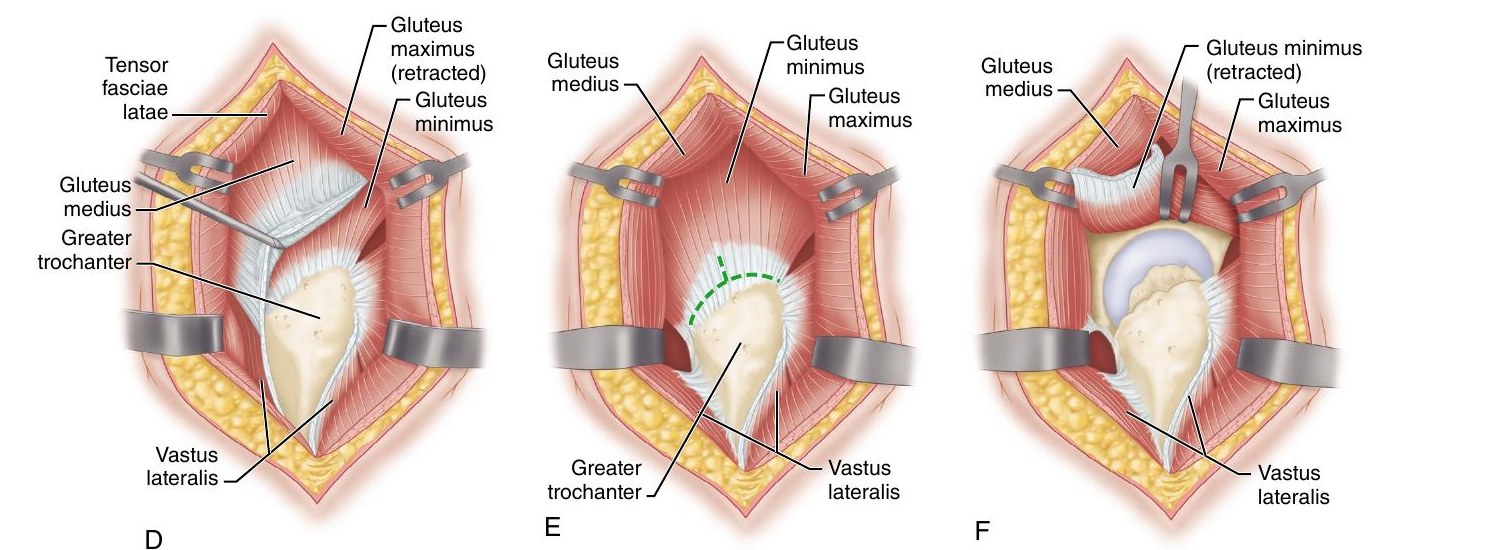 Gluteus
maximus
(retracted)
Tensor
fasciae
latae
Gluteus
minimus
Gluteus
medius
Greater
trochanter
Vastus
lateralis
D
Gluteus
medius
Gluteus
minimus
Gluteus
maximus
Greater
trochanter
Vastus
lateralis
E
Gluteus
medius
Gluteus minimus
(retracted)
Gluteus
maximus
Vastus
lateralis
F